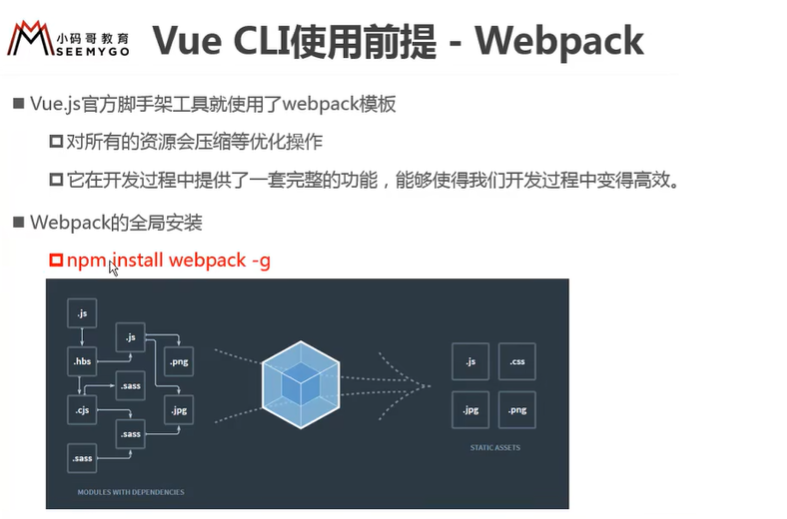 小码哥教育
SEEMYGO
Vue CLI使用前提 - Webpack
Vue.js官方脚手架工具就使用了webpack模板
对所有的资源会压缩等优化操作
它在开发过程中提供了一套完整的功能，能够使得我们开发过程中变得高效。
Webpack的全局安装
npm install webpack -g
.js
.js
.hbs
.png
.sass
.cjs
.jpg
.sass
.sass
MODULES WITH DEPENDENCIES
.js
.css
.jpg
.png
STATIC ASSETS